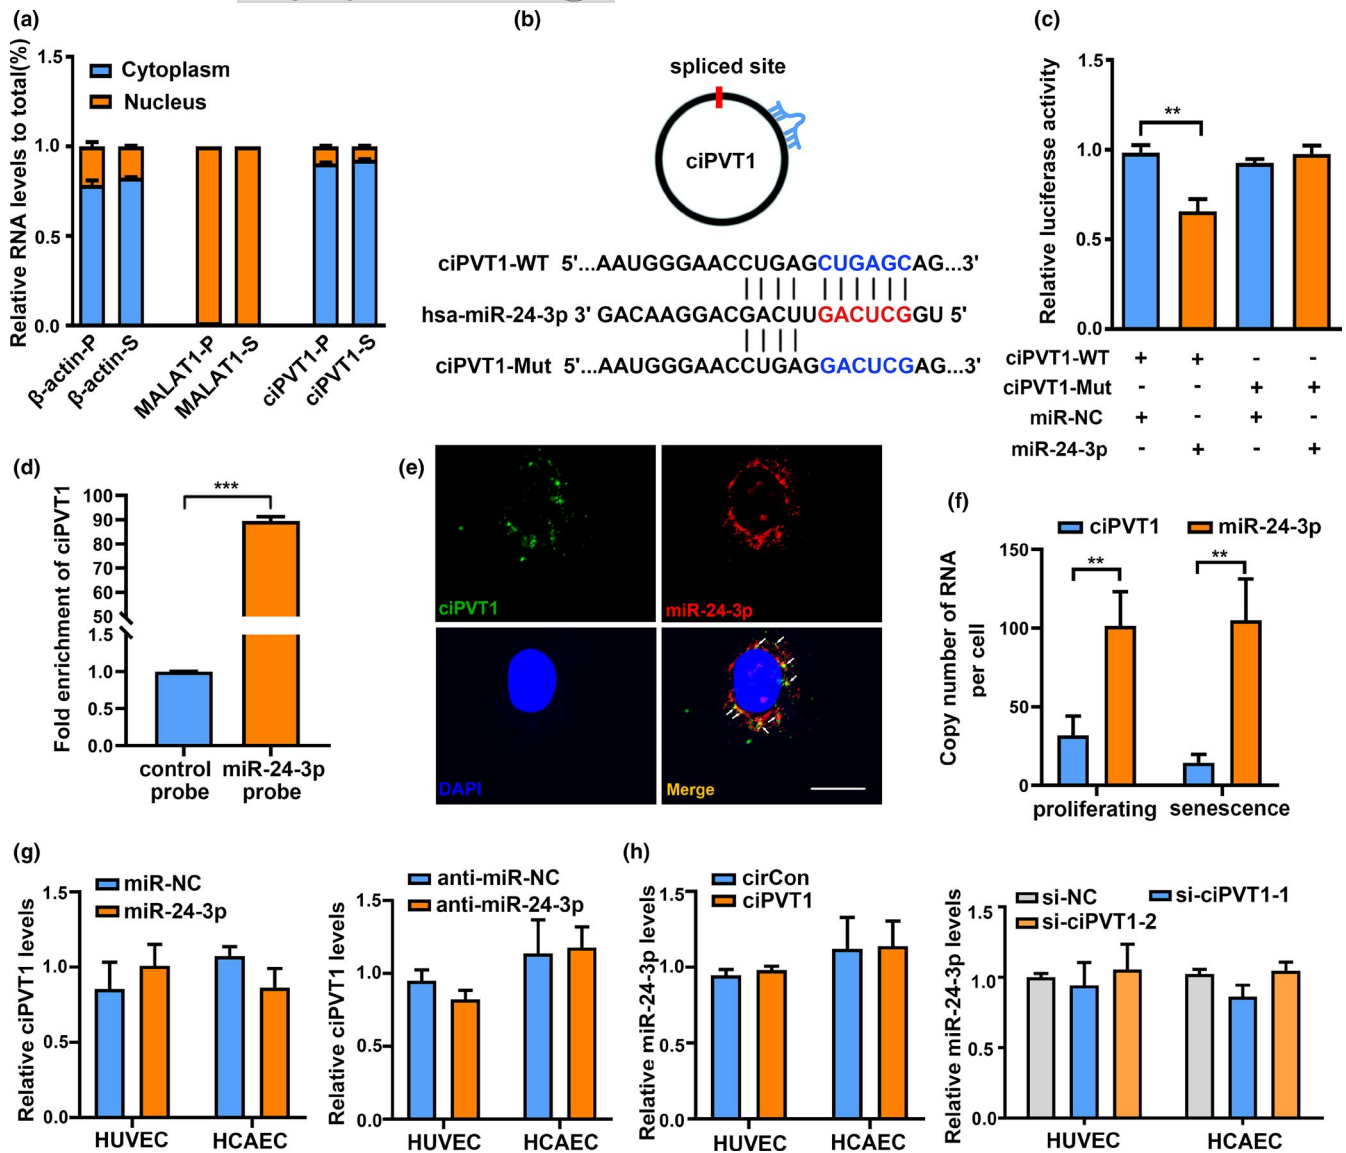 (a)
Relative RNA levels to total(%)
1.5
1.0
0.5
0.0
Cytoplasm
Nucleus
β-actin-P
β-actin-S
MALAT1-P
MALAT1-S
ciPVT1-P
ciPVT1-S
(b)
spliced site
ciPVT1
ciPVT1-WT 5'...AAUGGGAACCUGAGCUGAGCAG...3'
hsa-miR-24-3p 3' GACAAGGACGACUUGACUCGGU 5'
ciPVT1-Mut 5'...AAUGGGAACCUGAGGACUCGAG...3'
(c)
Relative luciferase activity
1.5
1.0
0.5
0.0
**
ciPVT1-WT + + - -
ciPVT1-Mut - - + +
miR-NC + - + -
miR-24-3p - + - +
(d)
Fold enrichment of ciPVT1
100
90
80
70
60
50
1.5
1.0
0.5
0.0
***
control probe
miR-24-3p probe
(e)
ciPVT1
miR-24-3p
DAPI
Merge
(f)
ciPVT1
miR-24-3p
Copy number of RNA
per cell
150
100
50
0
**
**
proliferating
senescence
(g)
Relative ciPVT1 levels
1.5
1.0
0.5
0.0
miR-NC
miR-24-3p
HUVEC
HCAEC
Relative ciPVT1 levels
1.5
1.0
0.5
0.0
anti-miR-NC
anti-miR-24-3p
HUVEC
HCAEC
(h)
Relative miR-24-3p levels
1.5
1.0
0.5
0.0
cirCon
ciPVT1
HUVEC
HCAEC
Relative miR-24-3p levels
1.5
1.0
0.5
0.0
si-NC
si-ciPVT1-1
si-ciPVT1-2
HUVEC
HCAEC